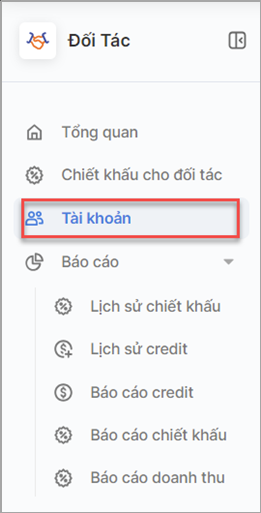 Đối Tác
Tổng quan
Chiết khấu cho đối tác
Tài khoản
Báo cáo
Lịch sử chiết khấu
Lịch sử credit
Báo cáo credit
Báo cáo chiết khấu
Báo cáo doanh thu